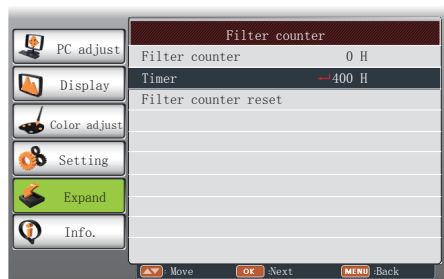 PC adjust
Display
Color adjust
Setting
Expand
Info.
Filter counter
Filter counter 0 H
Timer 400 H
Filter counter reset
: Move OK :Next MENU :Back